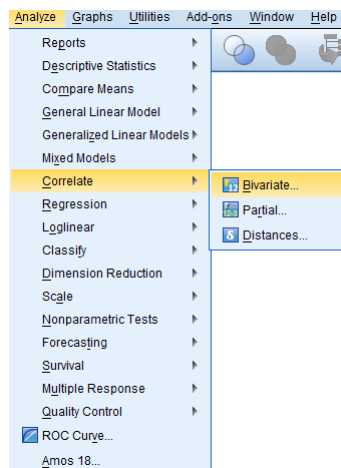 Analyze Graphs Utilities Add-ons Window Help
Reports
Descriptive Statistics
Compare Means
General Linear Model
Generalized Linear Models
Mixed Models
Correlate
Bivariate...
Regression
Partial...
Loglinear
Distances...
Classify
Dimension Reduction
Scale
Nonparametric Tests
Forecasting
Survival
Multiple Response
Quality Control
ROC Curve...
Amos 18...